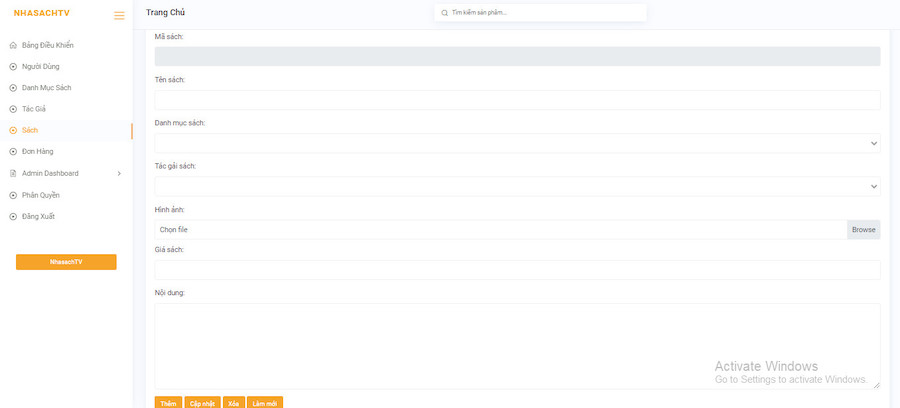 NHASACHTV
Trang Chủ
Tìm kiếm sản phẩm...
Bảng Điều Khiển
Người Dùng
Danh Mục Sách
Tác Giả
Sách
Đơn Hàng
Admin Dashboard
Phân Quyền
Đăng Xuất
NhasachTV
Mã sách:
Tên sách:
Danh mục sách:
Tác gải sách:
Hình ảnh:
Chọn file
Browse
Giá sách:
Nội dung:
Activate Windows
Go to Settings to activate Windows.
Thêm
Cập nhật
Xóa
Làm mới